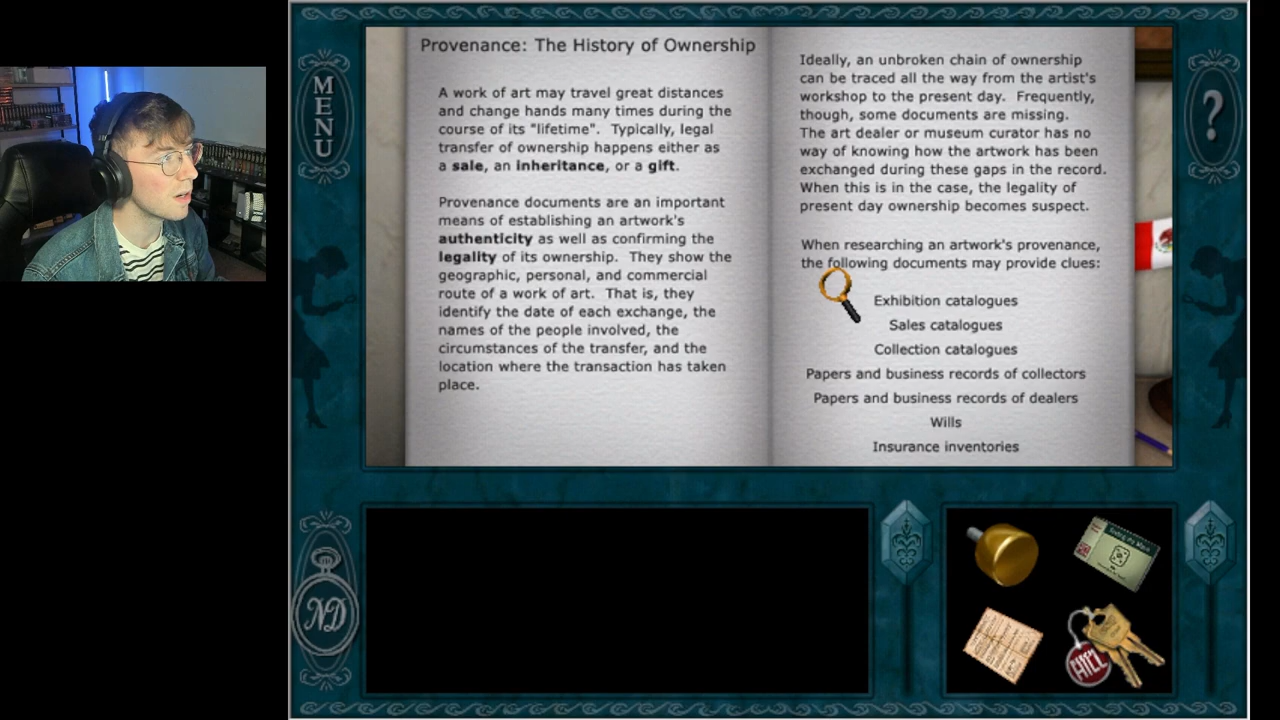 MENU
Provenance: The History of Ownership
A work of art may travel great distances
and change hands many times during the
course of its "lifetime". Typically, legal
transfer of ownership happens either as
a sale, an inheritance, or a gift.
Provenance documents are an important
means of establishing an artwork's
authenticity as well as confirming the
legality of its ownership. They show the
geographic, personal, and commercial
route of a work of art. That is, they
identify the date of each exchange, the
names of the people involved, the
circumstances of the transfer, and the
location where the transaction has taken
place.
Ideally, an unbroken chain of ownership
can be traced all the way from the artist's
workshop to the present day. Frequently,
though, some documents are missing.
The art dealer or museum curator has no
way of knowing how the artwork has been
exchanged during these gaps in the record.
When this is in the case, the legality of
present day ownership becomes suspect.
When researching an artwork's provenance,
the following documents may provide clues:
Exhibition catalogues
Sales catalogues
Collection catalogues
Papers and business records of collectors
Papers and business records of dealers
Wills
Insurance inventories
?
ND